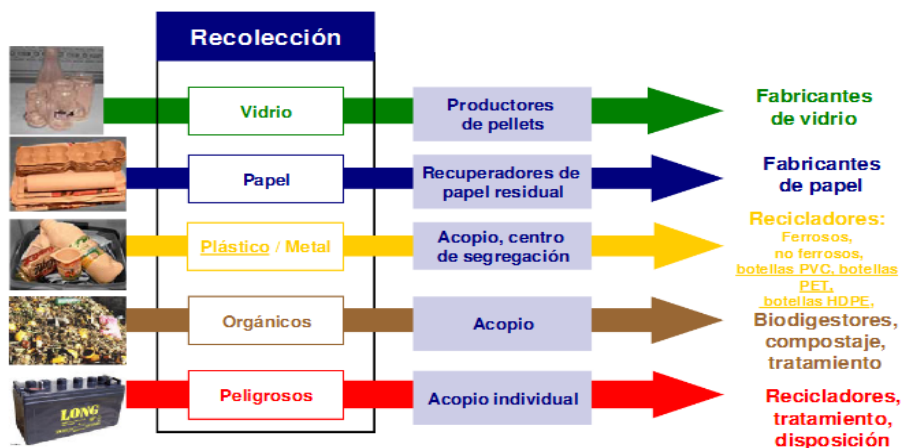 Recolección
Vidrio
Productores
de pellets
Fabricantes
de vidrio
Papel
Recuperadores de
papel residual
Fabricantes
de papel
Plástico / Metal
Acopio, centro
de segregación
Recicladores:
Ferrosos,
no ferrosos,
botellas PVC, botellas
PET,
botellas HDPE,
Orgánicos
Acopio
Biodigestores,
compostaje,
tratamiento
LONG
Peligrosos
Acopio individual
Recicladores,
tratamiento,
disposición